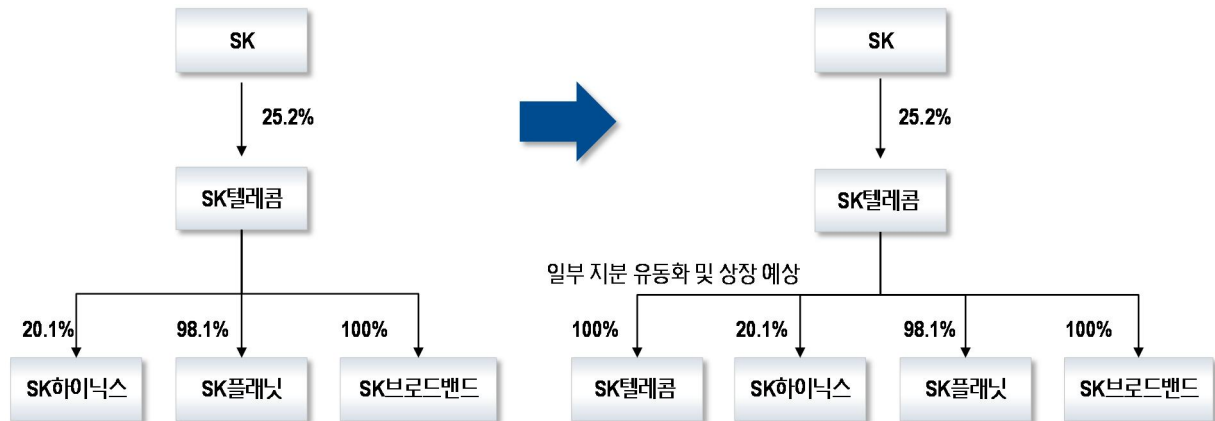 SK
25.2%
SK텔레콤
20.1%
98.1%
100%
SK하이닉스
SK플래닛
SK브로드밴드
SK
25.2%
SK텔레콤
일부 지분 유동화 및 상장 예상
100%
20.1%
98.1%
100%
SK텔레콤
SK하이닉스
SK플래닛
SK브로드밴드